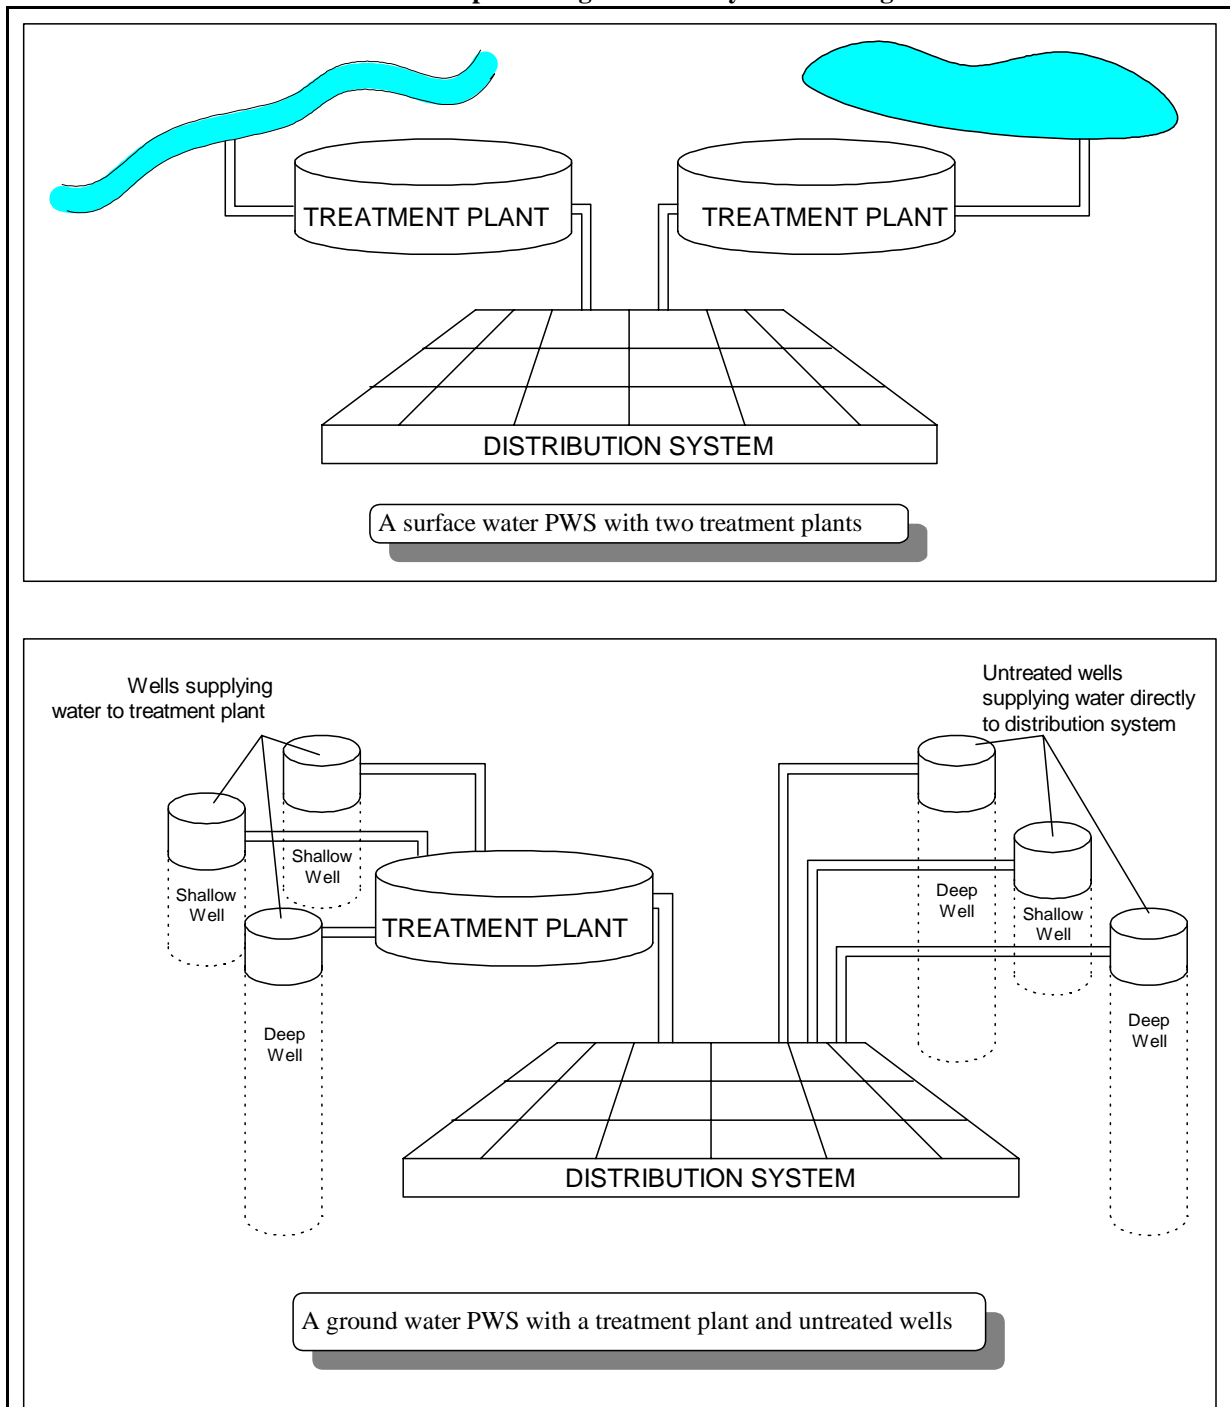 TREATMENT PLANT
TREATMENT PLANT
DISTRIBUTION SYSTEM
A surface water PWS with two treatment plants
Wells supplying
water to treatment plant
Untreated wells
supplying water directly
to distribution system
Shallow
Well
Shallow
Well
Deep
Well
TREATMENT PLANT
Deep
Well
Shallow
Well
Deep
Well
DISTRIBUTION SYSTEM
A ground water PWS with a treatment plant and untreated wells